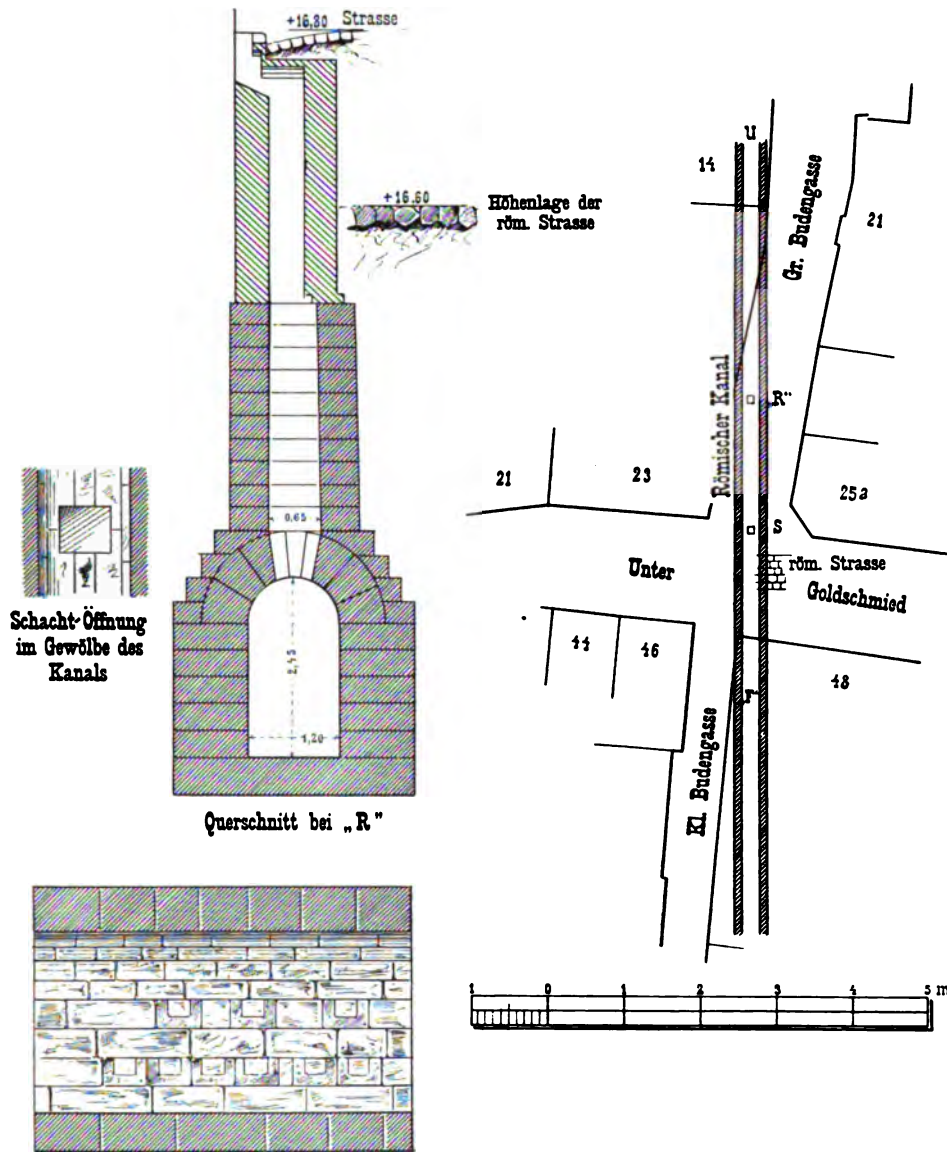 +16,80 Strasse
+16,60
Höhenlage der
röm. Strasse
0,65
2,45
1,20
Schacht-Öffnung
im Gewölbe des
Kanals
Querschnitt bei „R”
U
14
Gr. Budengasse
21
Römischer Kanal
R"
21
23
25a
S
röm. Strasse
Unter
Goldschmied
44
46
48
Kl. Budengasse
1 0 1 2 3 4 5 m